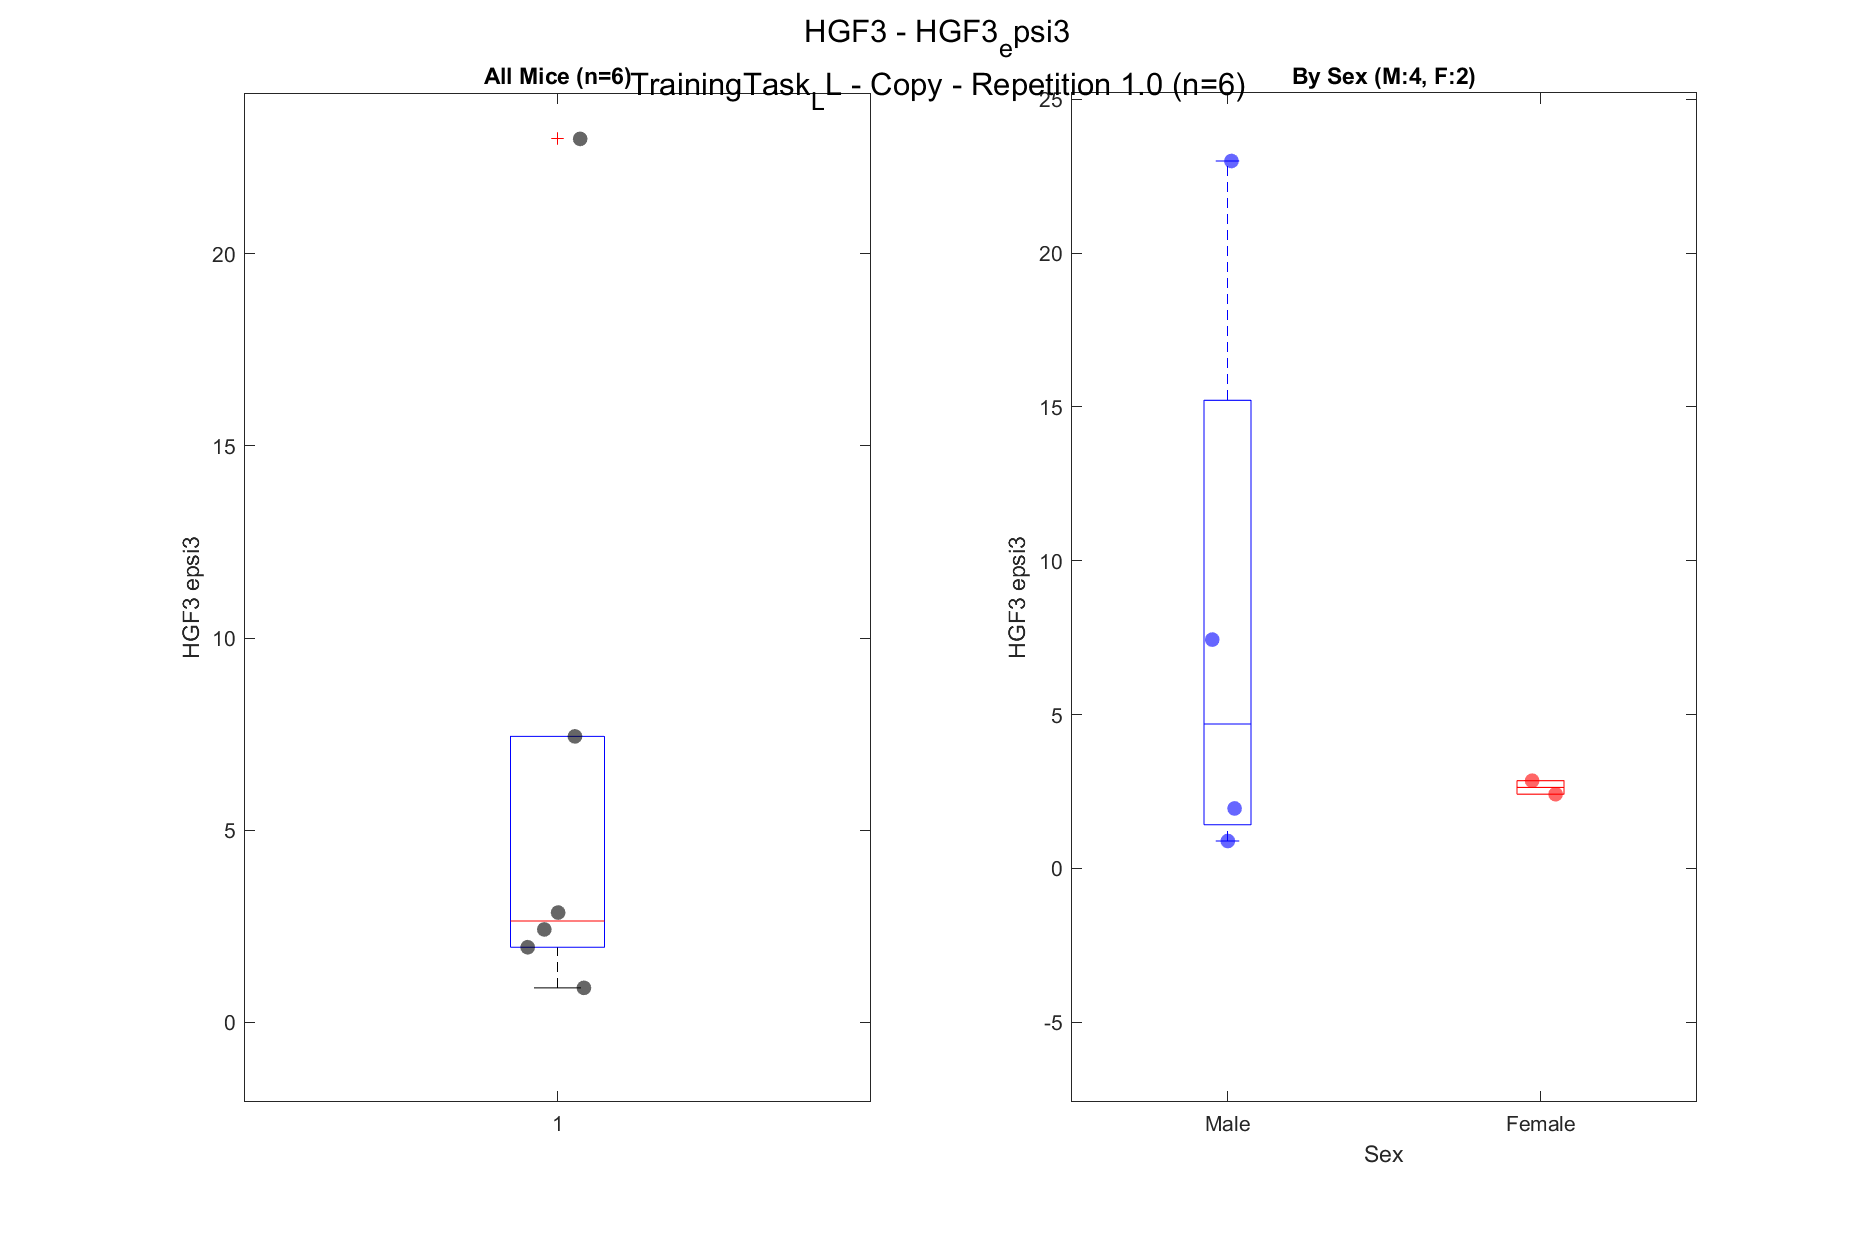 HGF3 - HGF3epsi3
TrainingTaskLL - Copy - Repetition 1.0 (n=6)
All Mice (n=6)
HGF3 epsi3
20
15
10
5
0
1
By Sex (M:4, F:2)
HGF3 epsi3
25
20
15
10
5
0
-5
Male Female
Sex